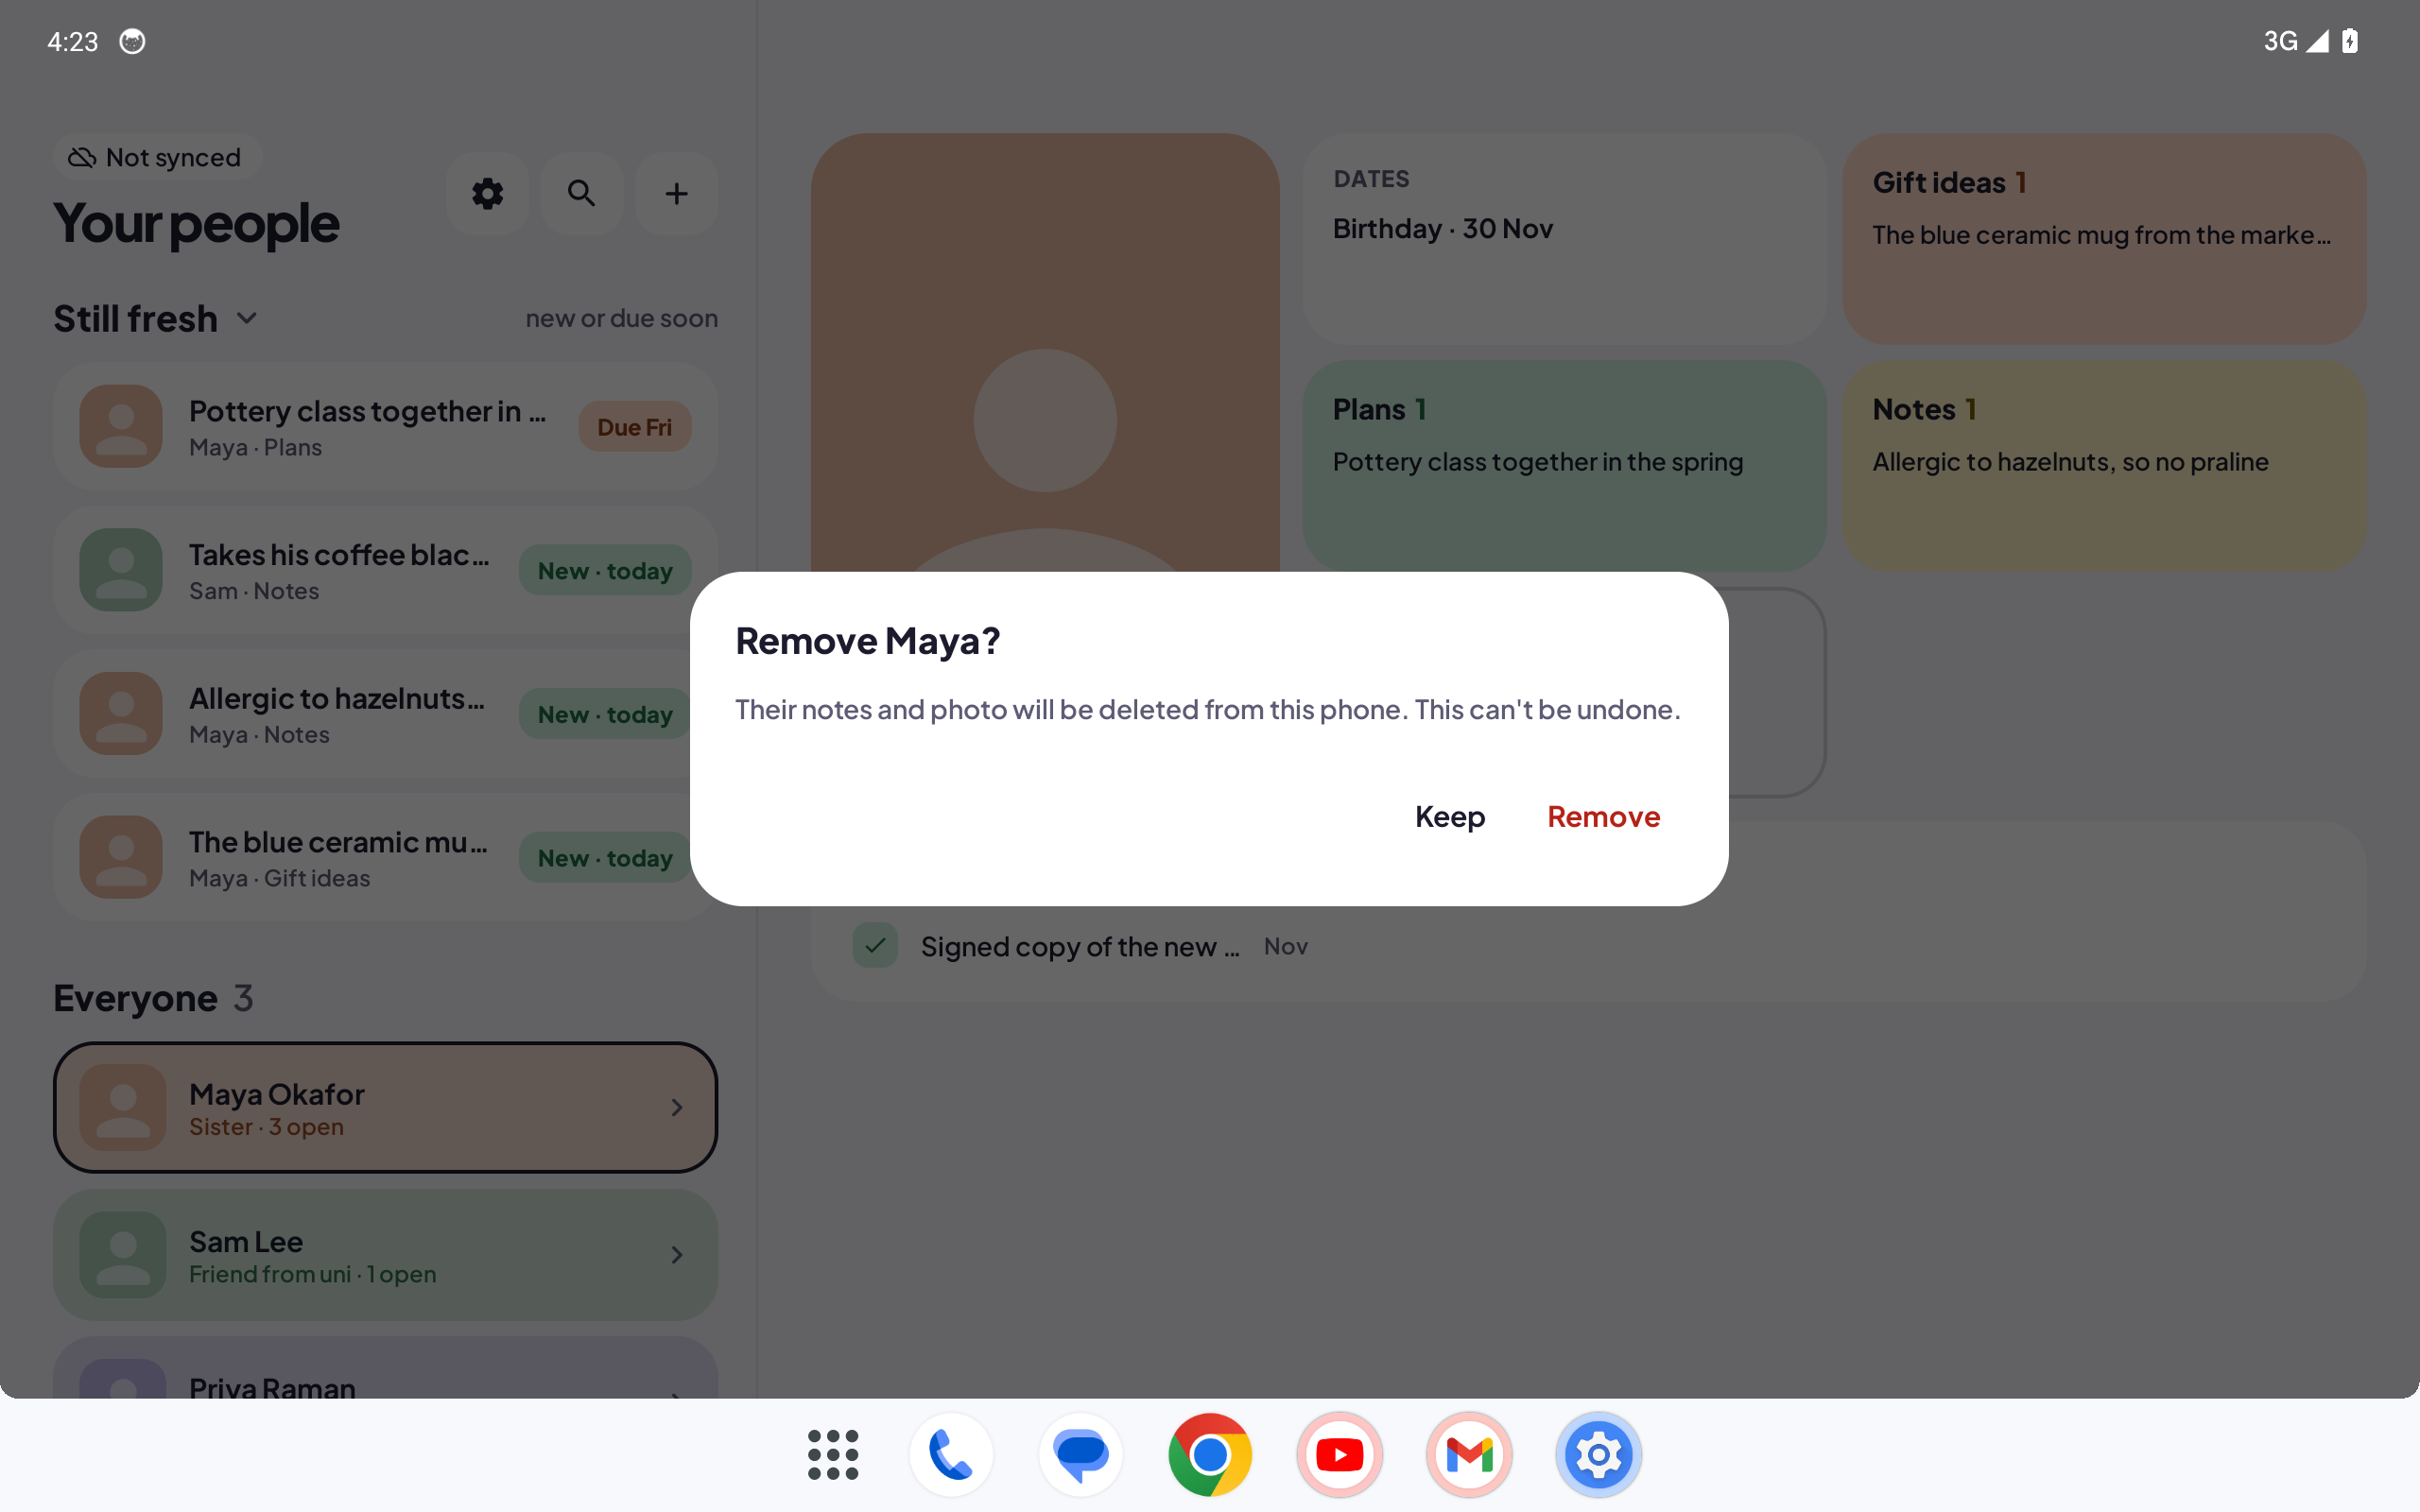 4:23
3G
Not synced
Your people
Still fresh
new or due soon
Pottery class together in ...
Maya · Plans
Due Fri
Takes his coffee blac...
Sam · Notes
New · today
Allergic to hazelnuts...
Maya · Notes
New · today
The blue ceramic mu...
Maya · Gift ideas
New · today
Everyone 3
Maya Okafor
Sister · 3 open
Sam Lee
Friend from uni · 1 open
Priya Raman
DATES
Birthday · 30 Nov
Gift ideas 1
The blue ceramic mug from the marke...
Plans 1
Pottery class together in the spring
Notes 1
Allergic to hazelnuts, so no praline
Remove Maya?
Their notes and photo will be deleted from this phone. This can't be undone.
Keep
Remove
Signed copy of the new ...
Nov